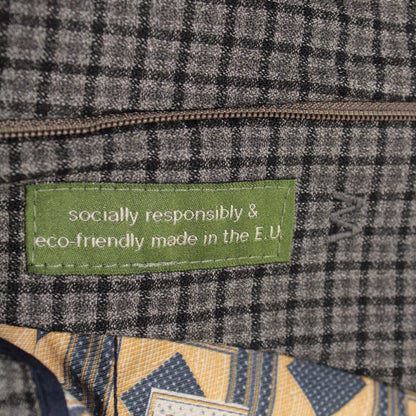 socially responsibly &
eco-friendly made in the E.U.